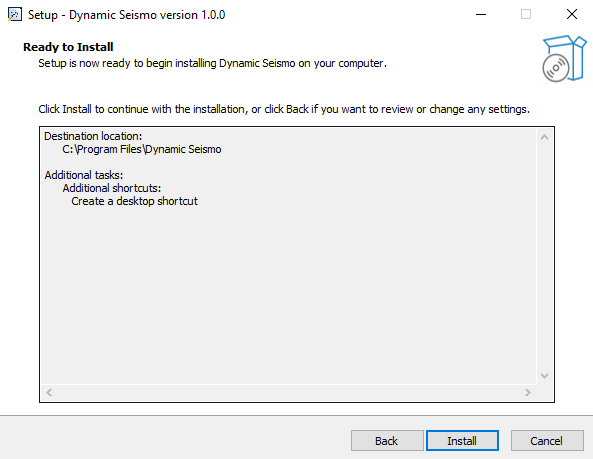 Setup - Dynamic Seismo version 1.0.0
Ready to Install
Setup is now ready to begin installing Dynamic Seismo on your computer.
Click Install to continue with the installation, or click Back if you want to review or change any settings.
Destination location:
C:\Program Files\Dynamic Seismo
Additional tasks:
Additional shortcuts:
Create a desktop shortcut
Back
Install
Cancel